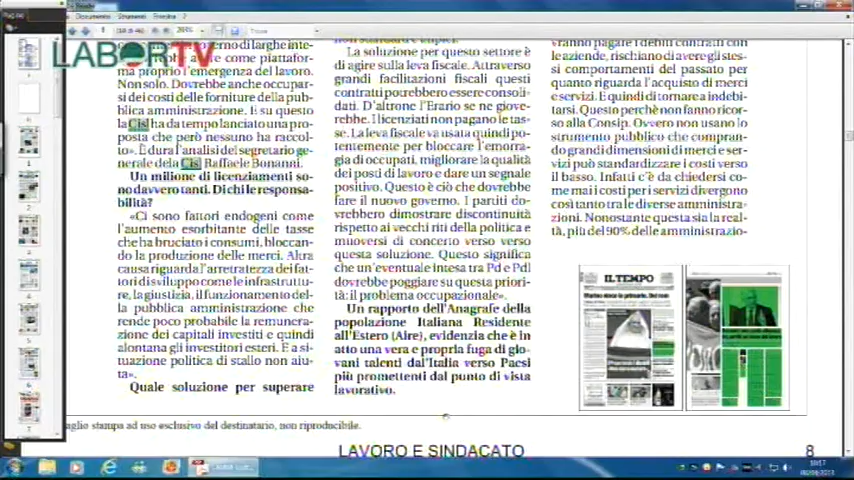 Documento Strumenti Finestra ?
LABOR TV
verno di larghe inte-
come piattafor-
ma proprio l'emergenza del lavoro.
Non solo. Dovrebbe anche occupar-
si dei costi delle forniture della pub-
blica amministrazione. E su questo
la Cisl ha da tempo lanciato una pro-
posta che però nessuno ha raccol-
to». È dura l'analisi del segretario ge-
nerale dela Cisl Raffaele Bonanni.
Un milione di licenziamenti so-
no davvero tanti. Di chi le responsa-
bilità?
«Ci sono fattori endogeni come
l'aumento esorbitante delle tasse
che ha bruciato i consumi, bloccan-
do la produzione delle merci. Altra
causa riguarda l'arretratezza dei fat-
tori di sviluppo come le infrastruttu-
re, la giustizia, il funzionamento del-
la pubblica amministrazione che
rende poco probabile la remunera-
zione dei capitali investiti e quindi
alontana gli investitori esteri. E a si-
tuazione politica di stallo non aiu-
ta».
Quale soluzione per superare
La soluzione per questo settore è
di agire sulla leva fiscale. Attraverso
grandi facilitazioni fiscali questi
contratti potrebbero essere consoli-
dati. D'altrone l'Erario se ne giove-
rebbe. I licenziati non pagano le tas-
se. La leva fiscale va usata quindi po-
tentemente per bloccare l'emorra-
gia di occupati, migliorare la qualità
dei posti di lavoro e dare un segnale
positivo. Questo è ciò che dovrebbe
fare il nuovo governo. I partiti do-
vrebbero dimostrare discontinuità
rispetto ai vecchi riti della politica e
muoversi di concerto verso verso
questa soluzione. Questo significa
che un'eventuale intesa tra Pd e Pdl
dovrebbe poggiare su questa priori-
tà: il problema occupazionale».
Un rapporto dell'Anagrafe della
popolazione Italiana Residente
all'Estero (Aire), evidenzia che è in
atto una vera e propria fuga di gio-
vani talenti dal'Italia verso Paesi
più promettenti dal punto di vista
lavorativo.
vranno pagare i debiti contratti con
le aziende, rischiano di avere gli stes-
si comportamenti del passato per
quanto riguarda l'acquisto di merci
e servizi. E quindi di tornare a indebi-
tarsi. Questo perchè non fanno ricor-
so alla Consip. Ovvero non usano lo
strumento pubblico che compran-
do grandi dimensioni di merci e ser-
vizi può standardizzare i costi verso
il basso. Infatti c'è da chiedersi co-
me mai i costi per i servizi divergono
così tanto tra le diverse amministra-
zioni. Nonostante questa sia la real-
tà, più del 90% delle amministrazio-
IL TEMPO
aglio stampa ad uso esclusivo del destinatario, non riproducibile.
LAVORO E SINDACATO 8